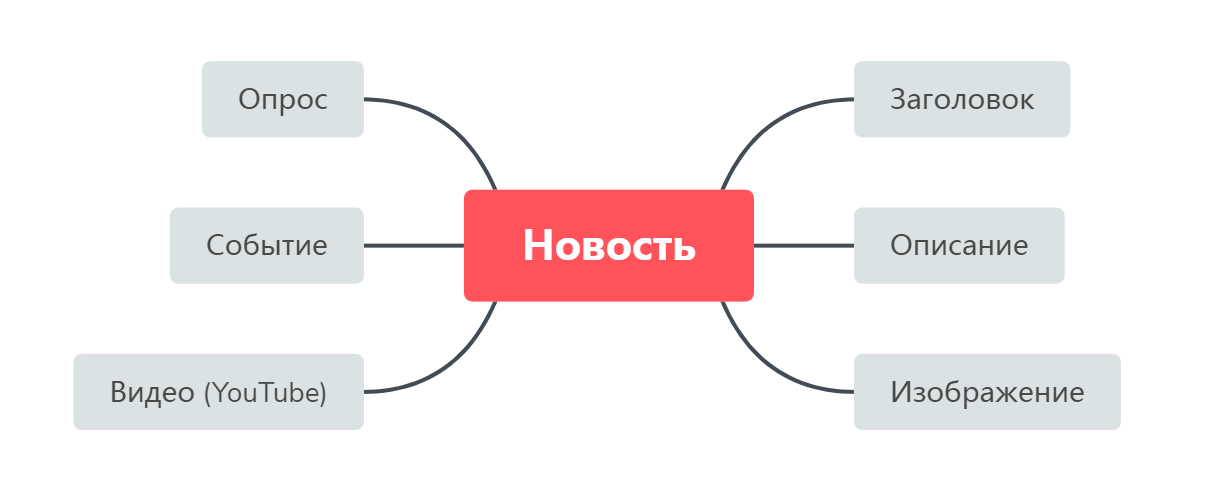 Опрос
Заголовок
Событие
Новость
Описание
Видео (YouTube)
Изображение